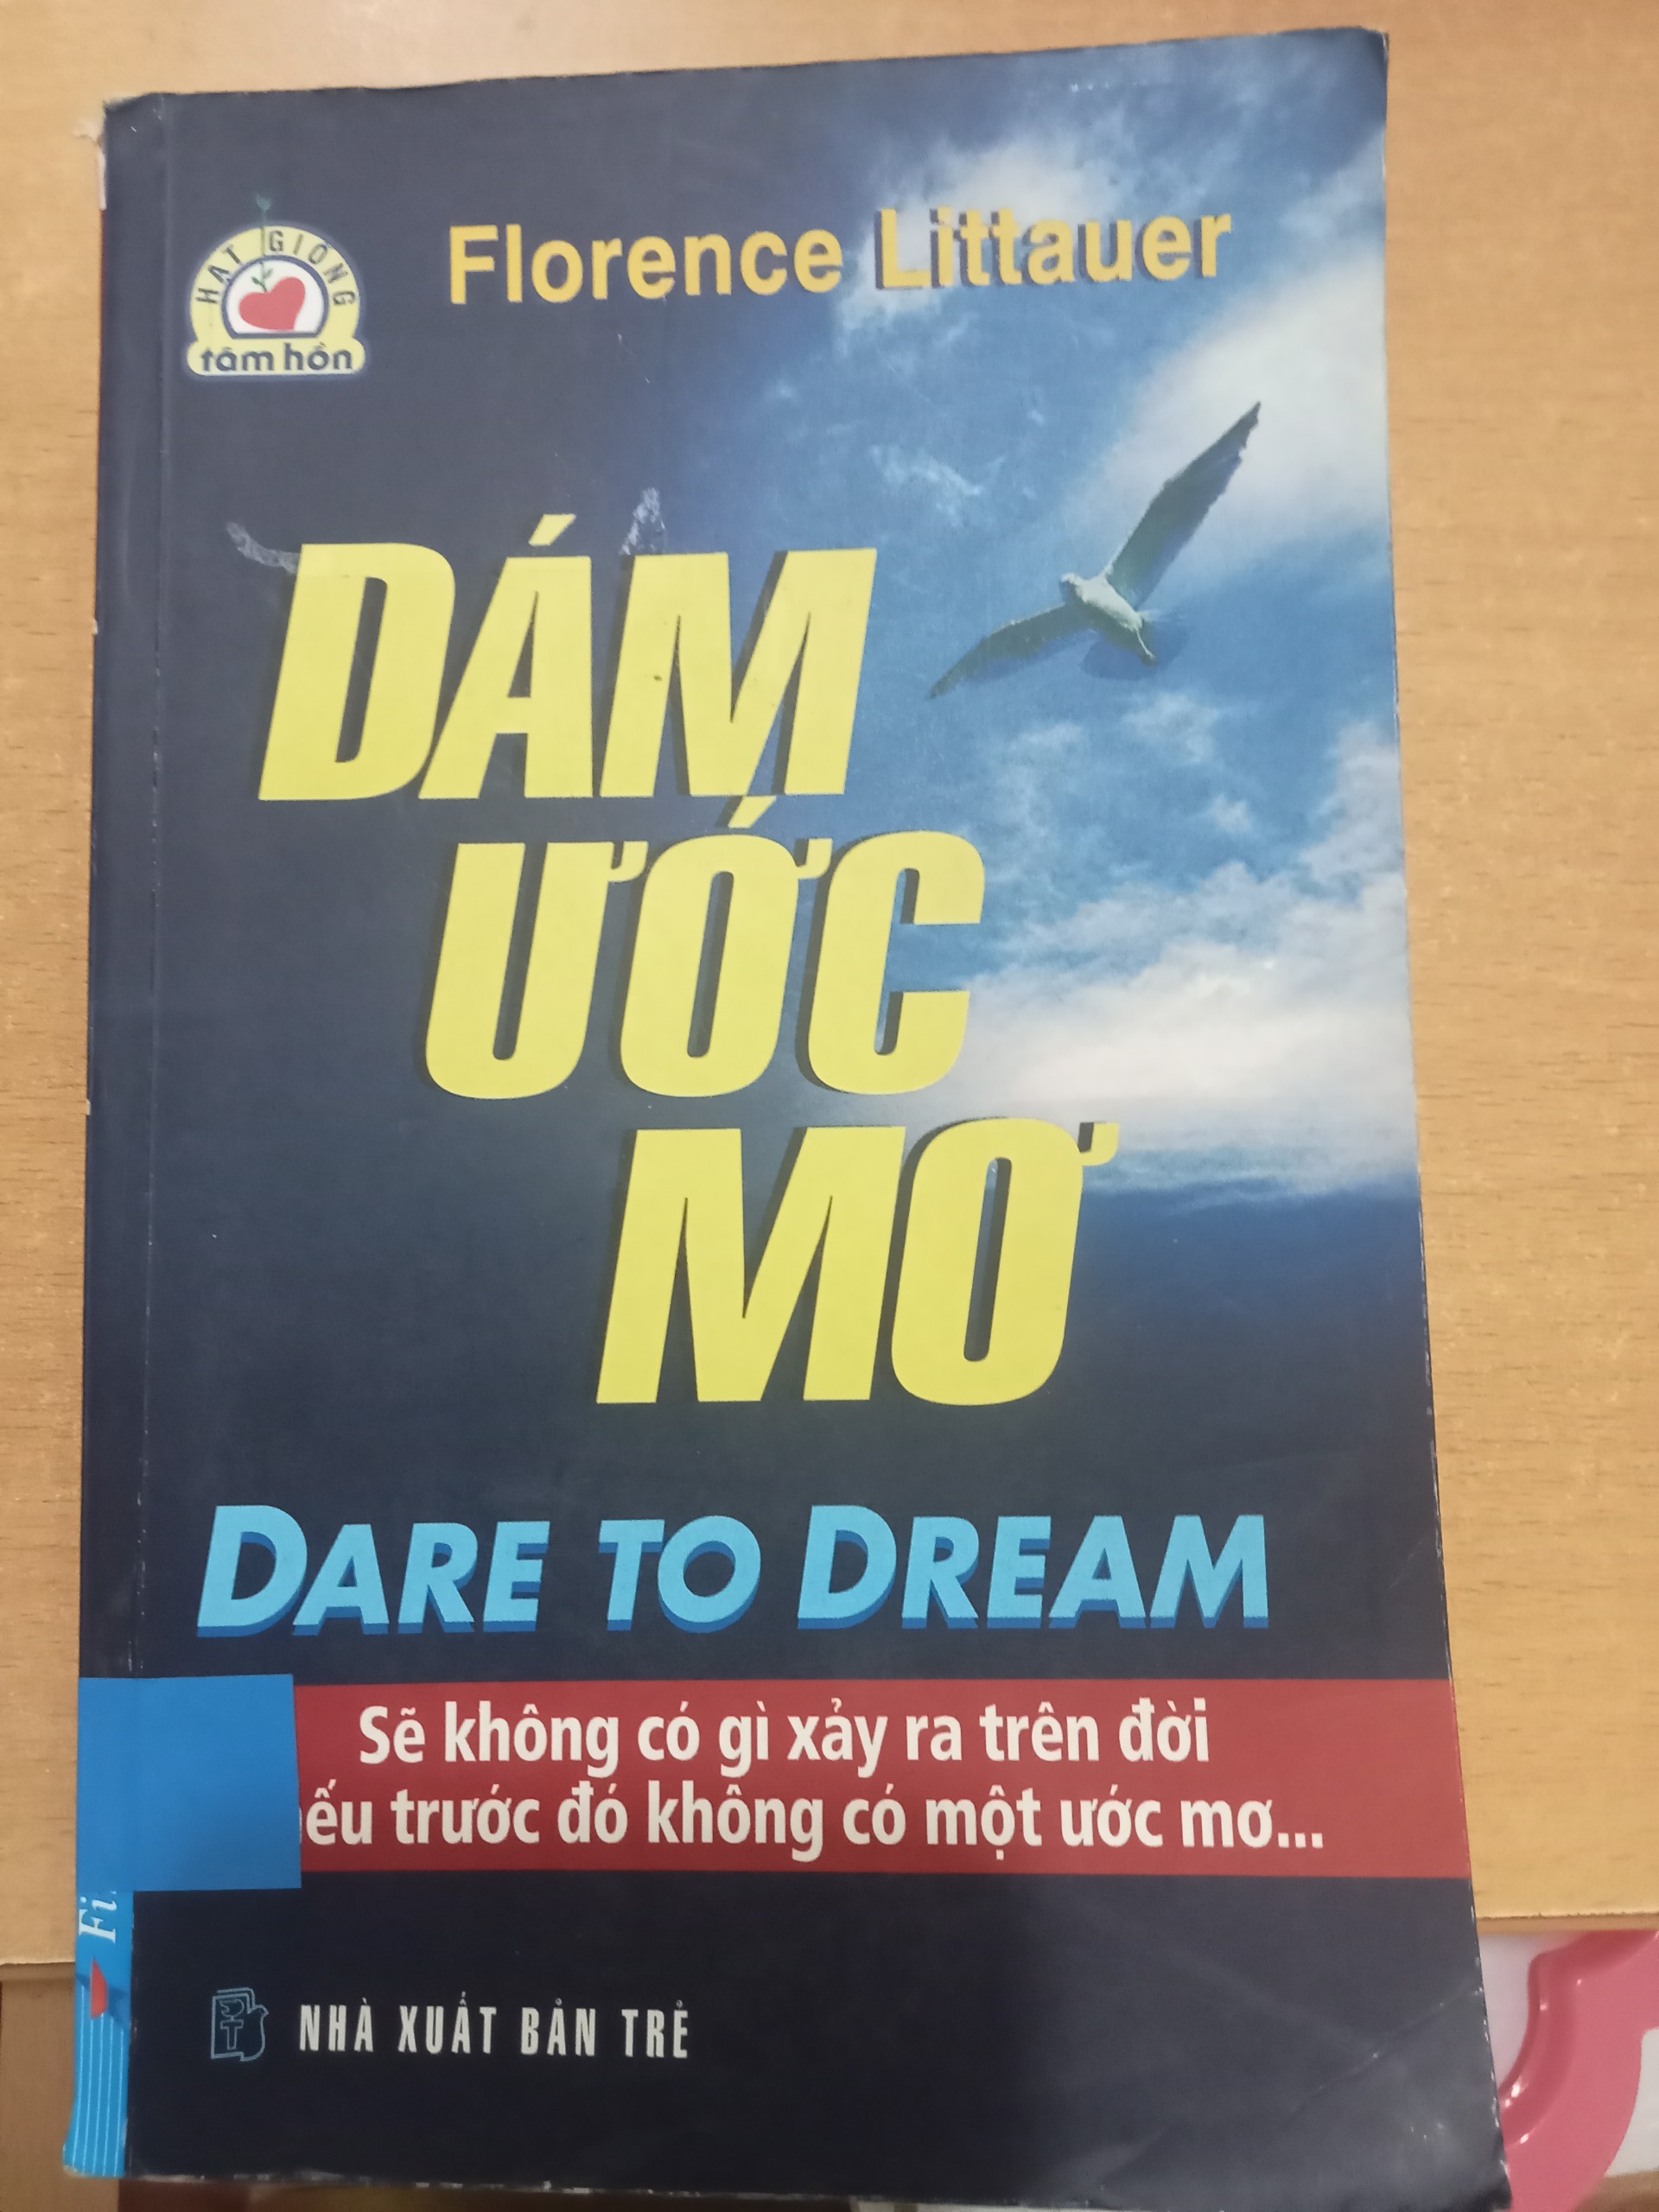 HẠT GIỐNG
tâm hồn
Florence Littauer
DÁM
ƯỚC
MƠ
DARE TO DREAM
Sẽ không có gì xảy ra trên đời
trước đó không có một ước mơ...
NHÀ XUẤT BẢN TRẺ